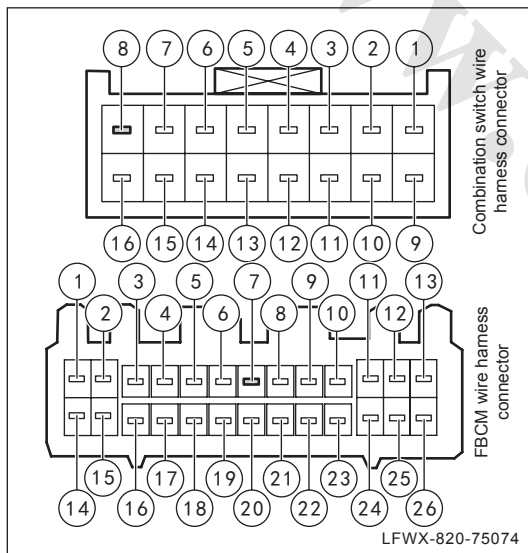 8 7 6 5 4 3 2 1
16 15 14 13 12 11 10 9
Combination switch wire
harness connector
1 3 5 7 9 11 13
2 4 6 8 10 12
15 17 19 21 23 25
14 16 18 20 22 24 26
FBCM wire harness
connector
LFWX-820-75074